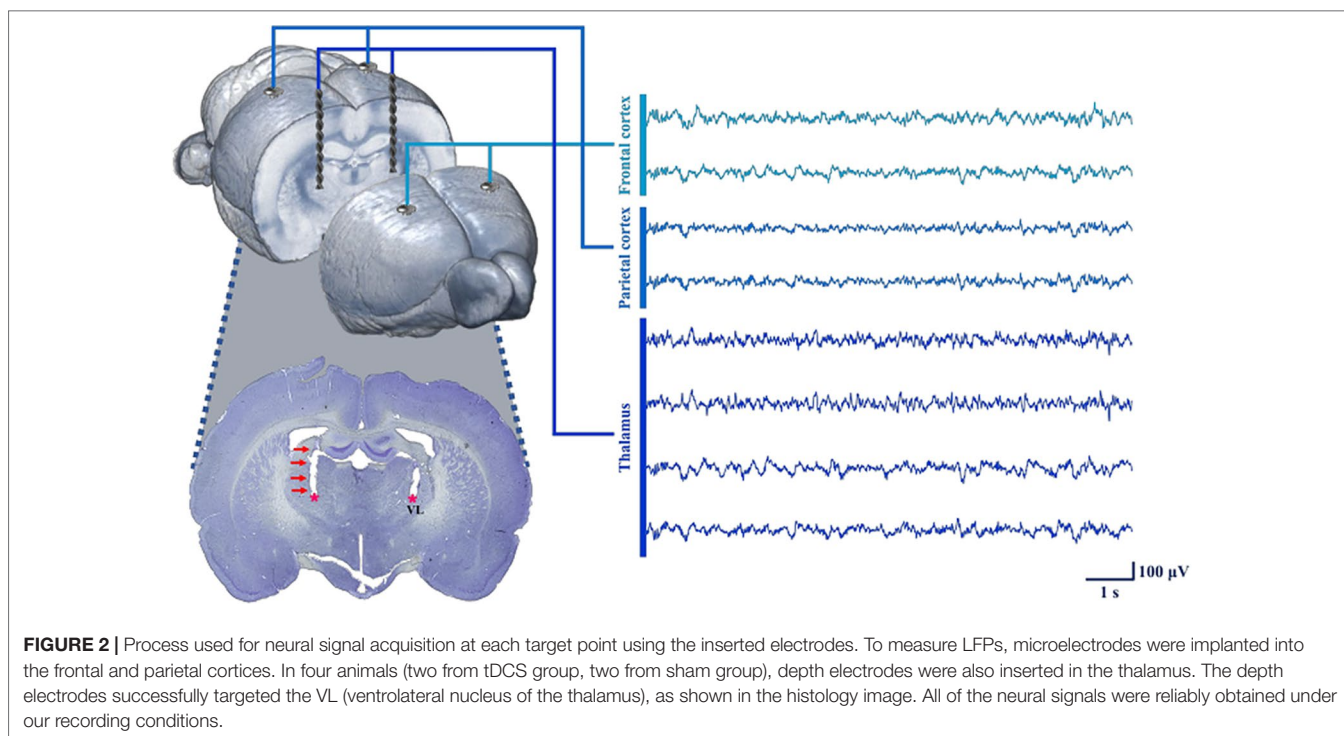 Frontal cortex
Parietal cortex
Thalamus
VL
100 µV
1 s
FIGURE 2 | Process used for neural signal acquisition at each target point using the inserted electrodes. To measure LFPs, microelectrodes were implanted into
the frontal and parietal cortices. In four animals (two from tDCS group, two from sham group), depth electrodes were also inserted in the thalamus. The depth
electrodes successfully targeted the VL (ventrolateral nucleus of the thalamus), as shown in the histology image. All of the neural signals were reliably obtained under
our recording conditions.